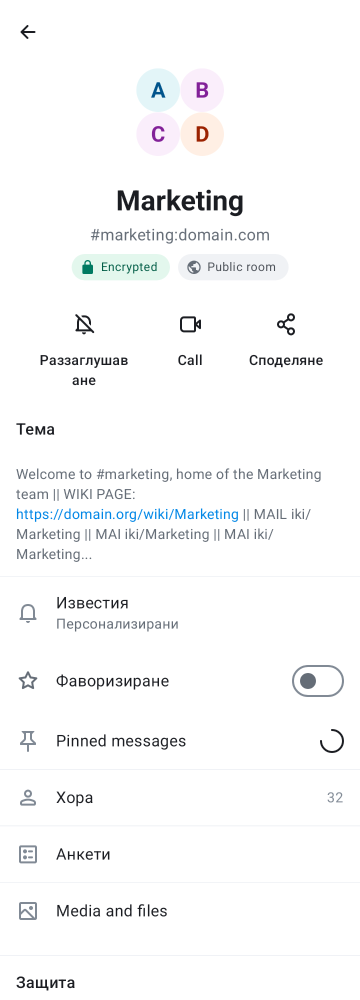 A B
C D
Marketing
#marketing:domain.com
Encrypted Public room
Раззаглушав
ане
Call
Споделяне
Тема
Welcome to #marketing, home of the Marketing
team || WIKI PAGE:
https://domain.org/wiki/Marketing || MAIL iki/
Marketing || MAI iki/Marketing || MAI iki/
Marketing...
Известия
Персонализирани
Фаворизиране
Pinned messages
Хора 32
Анкети
Media and files
Защита